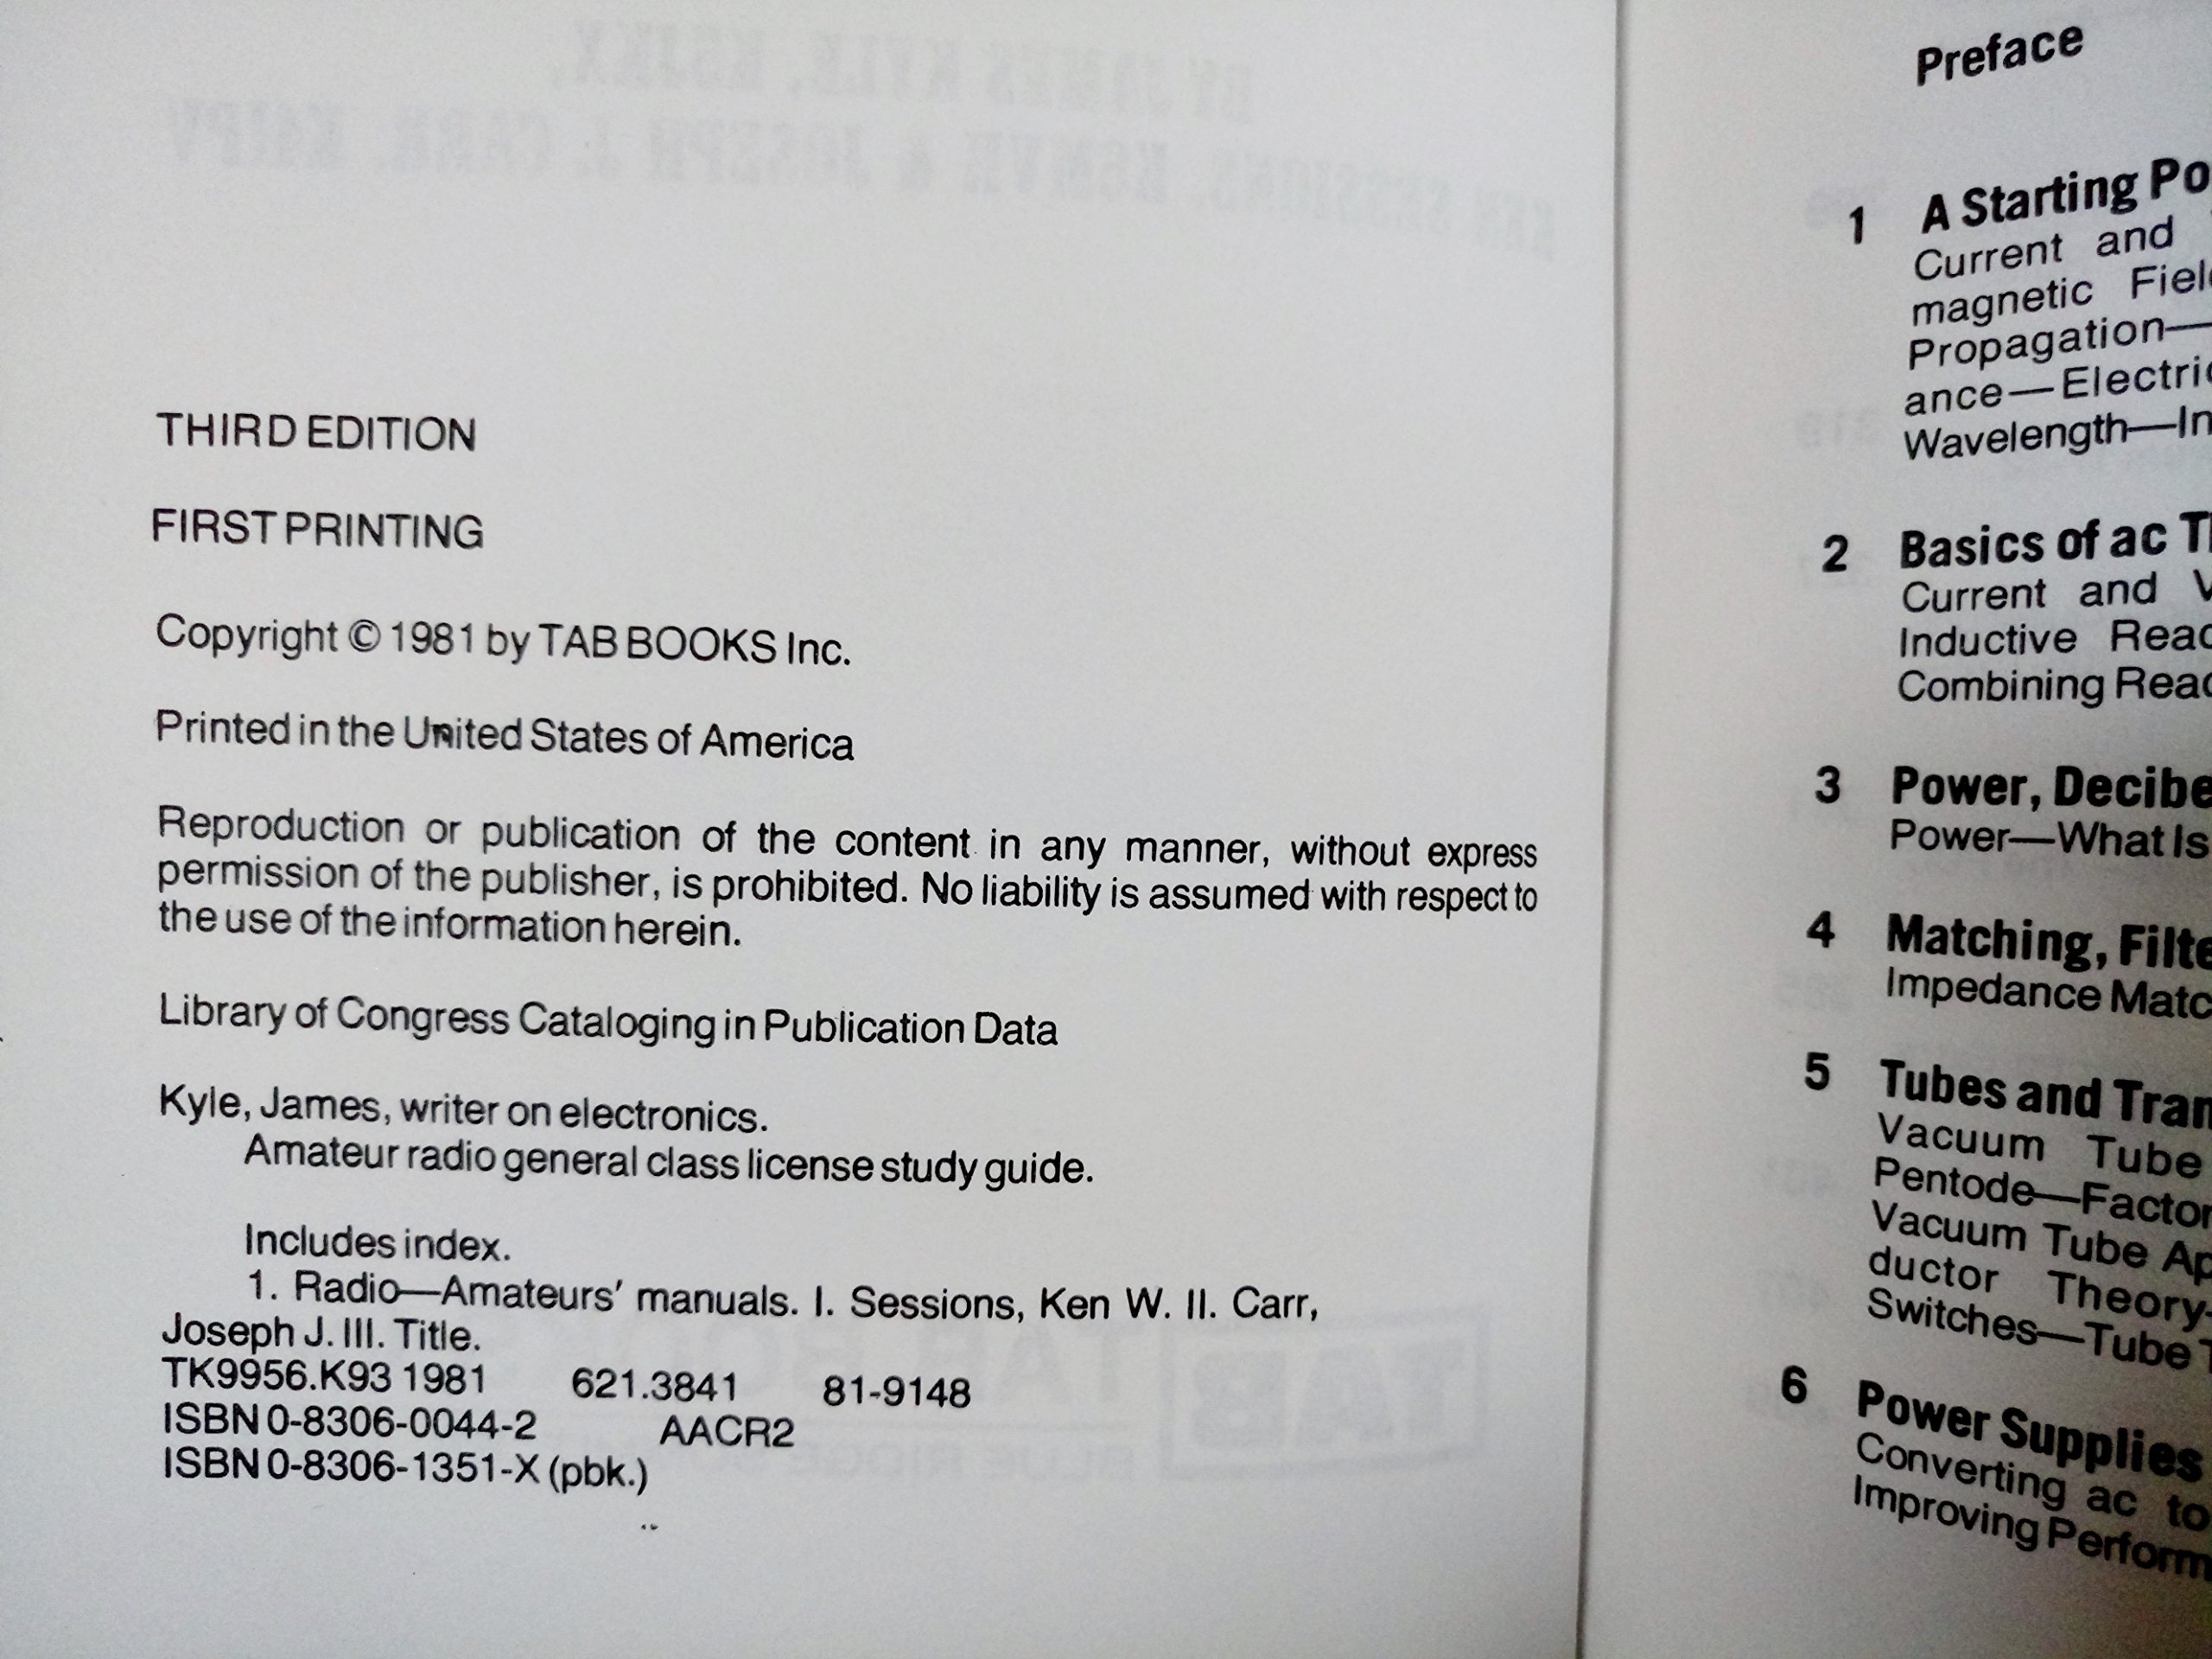 THIRD EDITION
FIRST PRINTING
Copyright © 1981 by TAB BOOKS Inc.
Printed in the United States of America
Reproduction or publication of the content in any manner, without express
permission of the publisher, is prohibited. No liability is assumed with respect to
the use of the information herein.
Library of Congress Cataloging in Publication Data
Kyle, James, writer on electronics.
Amateur radio general class license study guide.
Includes index.
1. Radio—Amateurs' manuals. I. Sessions, Ken W. II. Carr,
Joseph J. III. Title.
TK9956.K93 1981 621.3841 81-9148
ISBN 0-8306-0044-2 AACR2
ISBN 0-8306-1351-X (pbk.)
Preface
1 A Starting Po
Current and
magnetic Fiel
Propagation—
ance—Electric
Wavelength—In
2 Basics of ac T
Current and V
Inductive Reac
Combining Reac
3 Power, Decibe
Power—What Is
4 Matching, Filte
Impedance Matc
5 Tubes and Tran
Vacuum Tube
Pentode—Factor
Vacuum Tube Ap
ductor Theory-
Switches—Tube T
6 Power Supplies
Converting ac to
Improving Perform